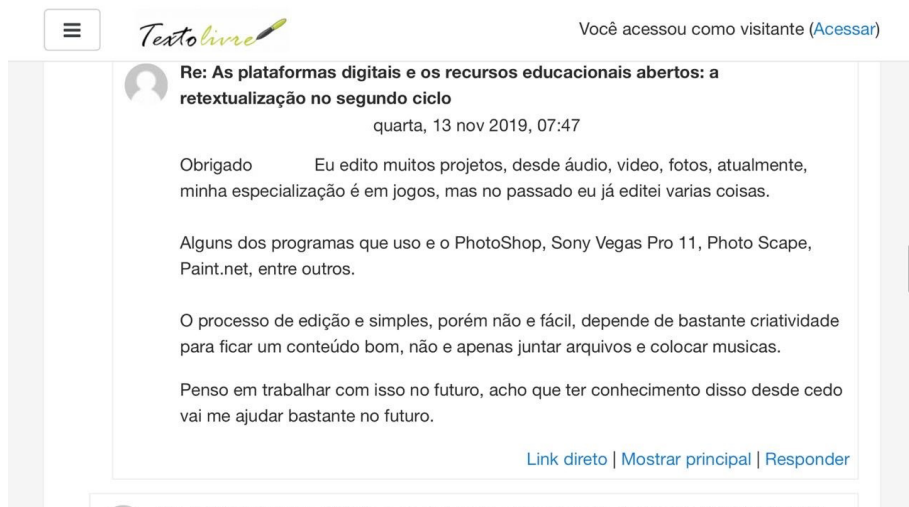 Textolivre
Você acessou como visitante (Acessar)
Re: As plataformas digitais e os recursos educacionais abertos: a
retextualização no segundo ciclo
quarta, 13 nov 2019, 07:47
Obrigado Eu edito muitos projetos, desde áudio, video, fotos, atualmente,
minha especialização é em jogos, mas no passado eu já editei varias coisas.
Alguns dos programas que uso e o PhotoShop, Sony Vegas Pro 11, Photo Scape,
Paint.net, entre outros.
O processo de edição e simples, porém não e fácil, depende de bastante criatividade
para ficar um conteúdo bom, não e apenas juntar arquivos e colocar musicas.
Penso em trabalhar com isso no futuro, acho que ter conhecimento disso desde cedo
vai me ajudar bastante no futuro.
Link direto | Mostrar principal | Responder